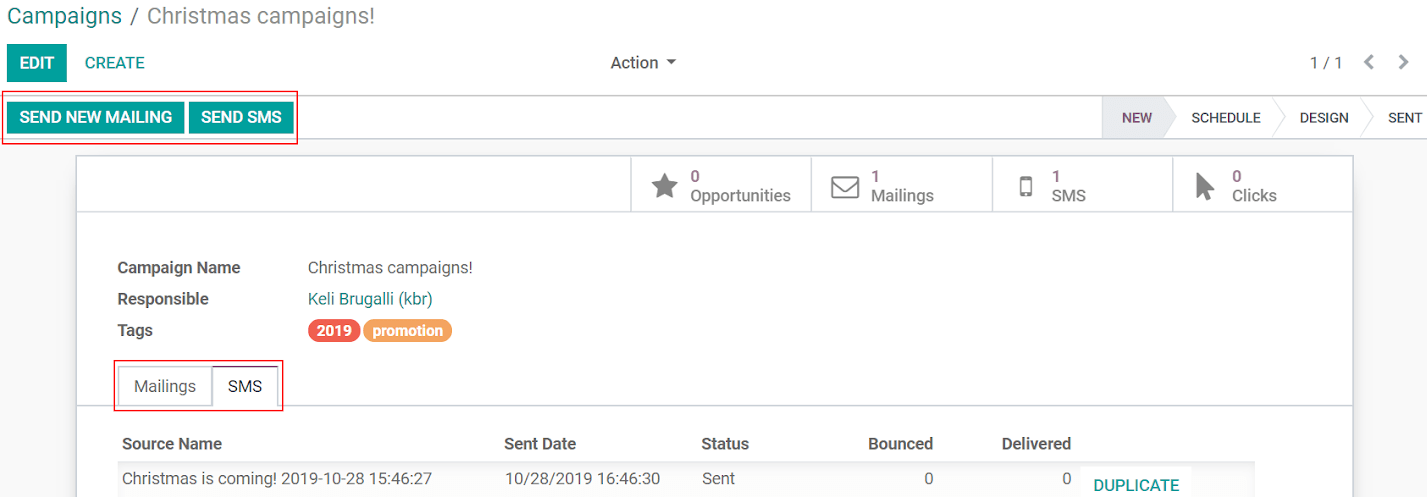 Campaigns / Christmas campaigns!
EDIT CREATE Action 1 / 1
SEND NEW MAILING SEND SMS NEW SCHEDULE DESIGN SENT
0 1 1 0
Opportunities Mailings SMS Clicks
Campaign Name Christmas campaigns!
Responsible Keli Brugalli (kbr)
Tags 2019 promotion
Mailings SMS
Source Name Sent Date Status Bounced Delivered
Christmas is coming! 2019-10-28 15:46:27 10/28/2019 16:46:30 Sent 0 0 DUPLICATE